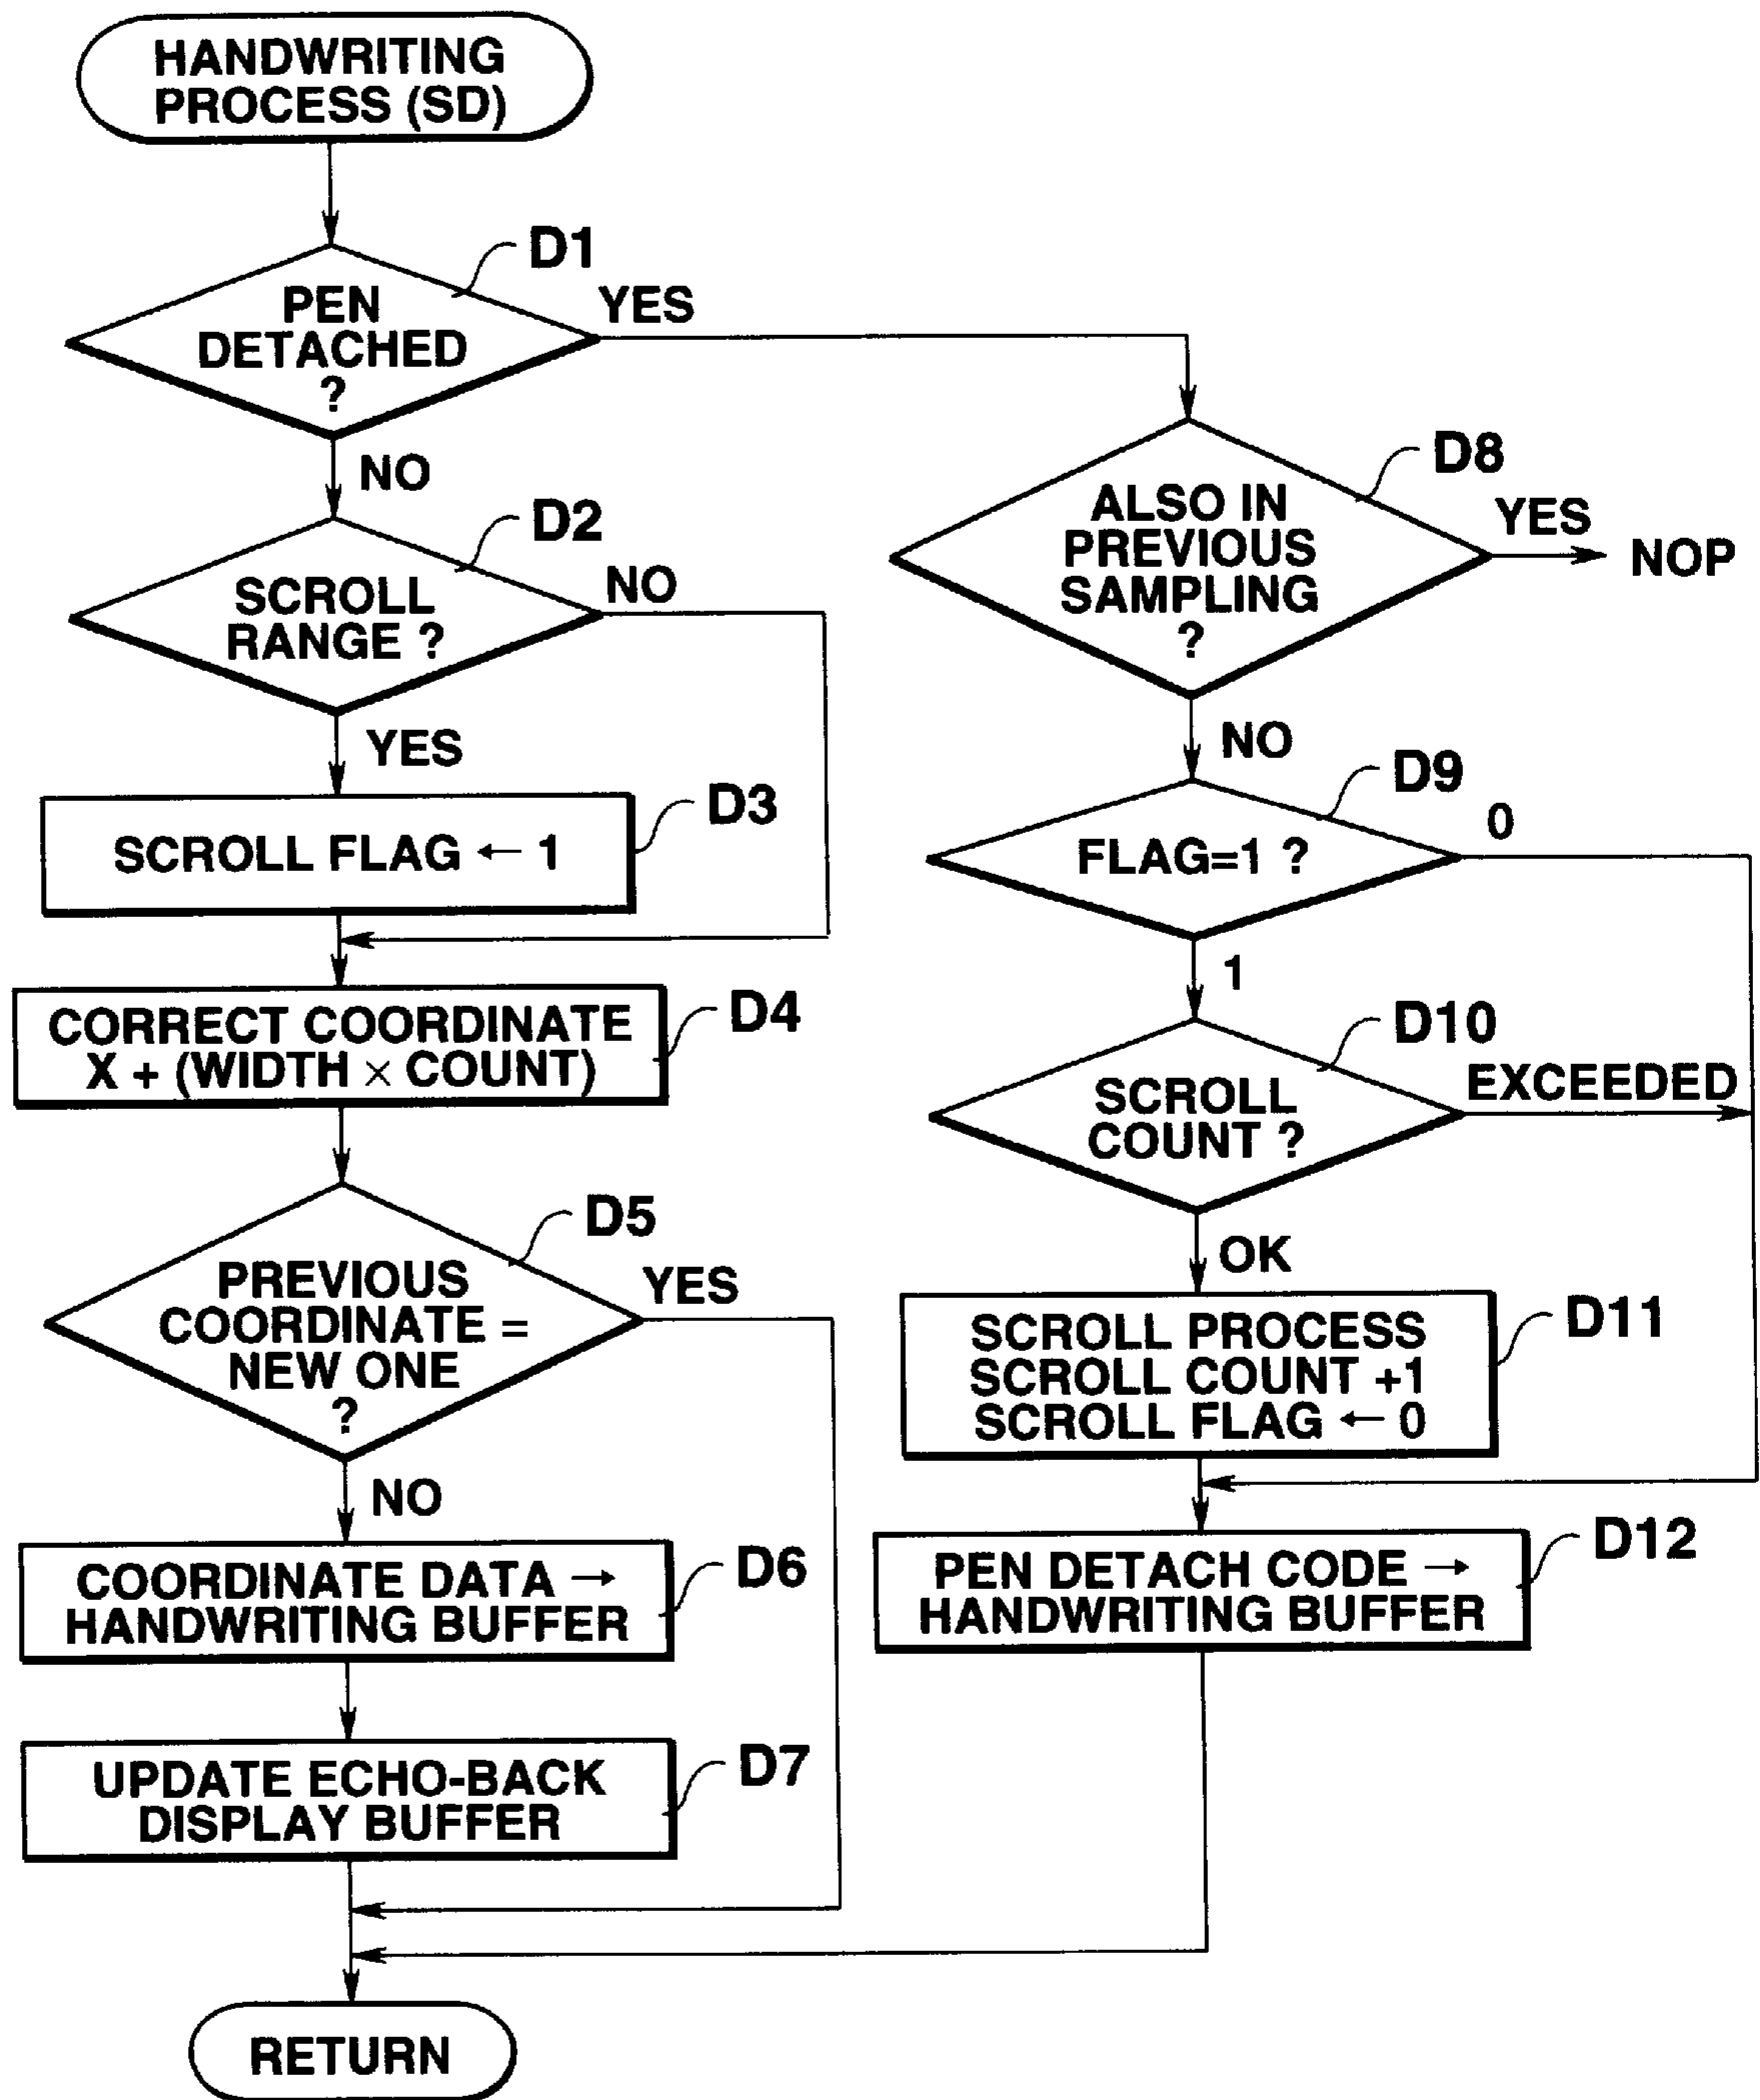 HANDWRITING
PROCESS (SD)
D1
PEN
DETACHED
?
YES
NO
D2
SCROLL
RANGE ?
NO
YES
D3
SCROLL FLAG ← 1
D4
CORRECT COORDINATE
X + (WIDTH × COUNT)
D5
PREVIOUS
COORDINATE =
NEW ONE
?
YES
NO
D6
COORDINATE DATA →
HANDWRITING BUFFER
D7
UPDATE ECHO-BACK
DISPLAY BUFFER
RETURN
D8
ALSO IN
PREVIOUS
SAMPLING
?
YES
NOP
NO
D9
FLAG=1 ?
0
1
D10
SCROLL
COUNT ?
EXCEEDED
OK
D11
SCROLL PROCESS
SCROLL COUNT +1
SCROLL FLAG ← 0
D12
PEN DETACH CODE →
HANDWRITING BUFFER